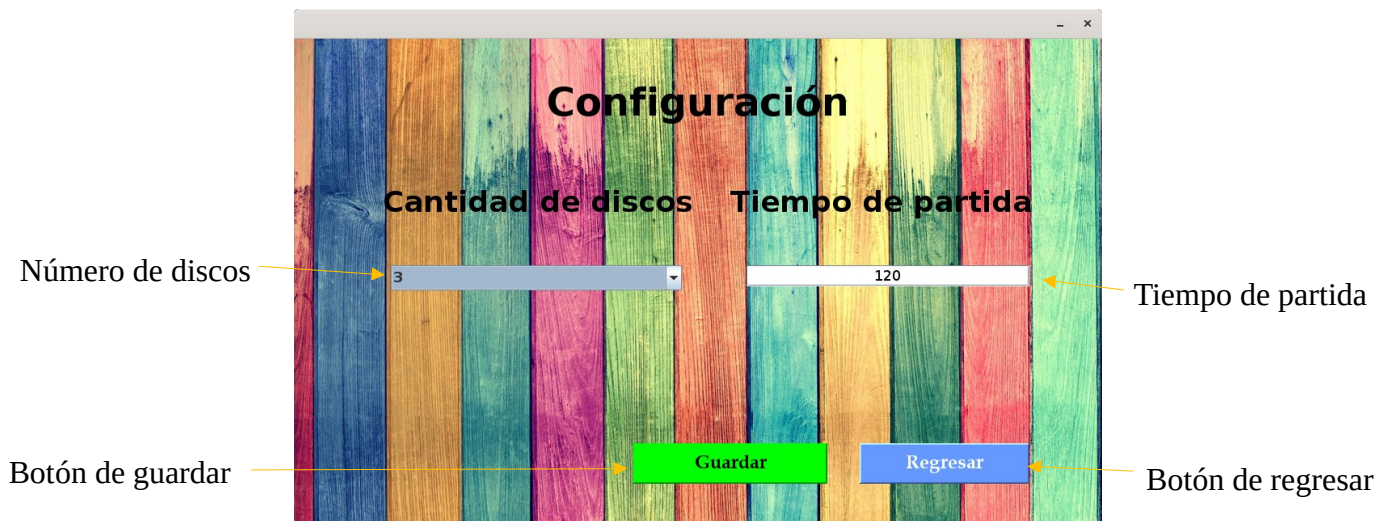 Configuración
Cantidad de discos
Tiempo de partida
Número de discos
3
120
Tiempo de partida
Botón de guardar
Guardar
Regresar
Botón de regresar